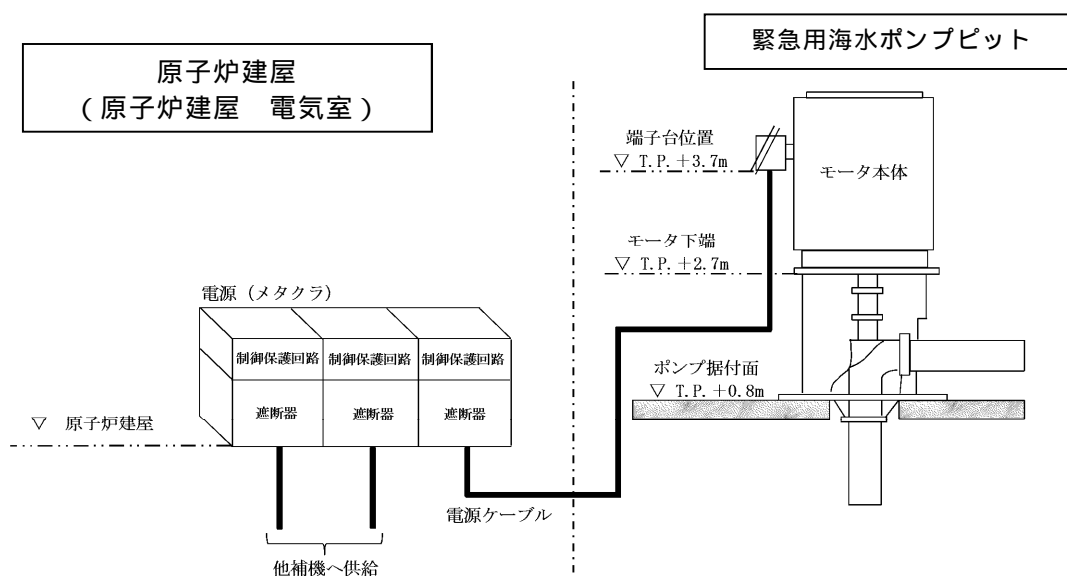 原子炉建屋
（原子炉建屋　電気室）
緊急用海水ポンプピット
端子台位置
▽ T.P.＋3.7m
モータ本体
モータ下端
▽ T.P.＋2.7m
電源（メタクラ）
制御保護回路 制御保護回路 制御保護回路
遮断器 遮断器 遮断器
ポンプ据付面
▽ T.P.＋0.8m
▽ 原子炉建屋
電源ケーブル
他補機へ供給